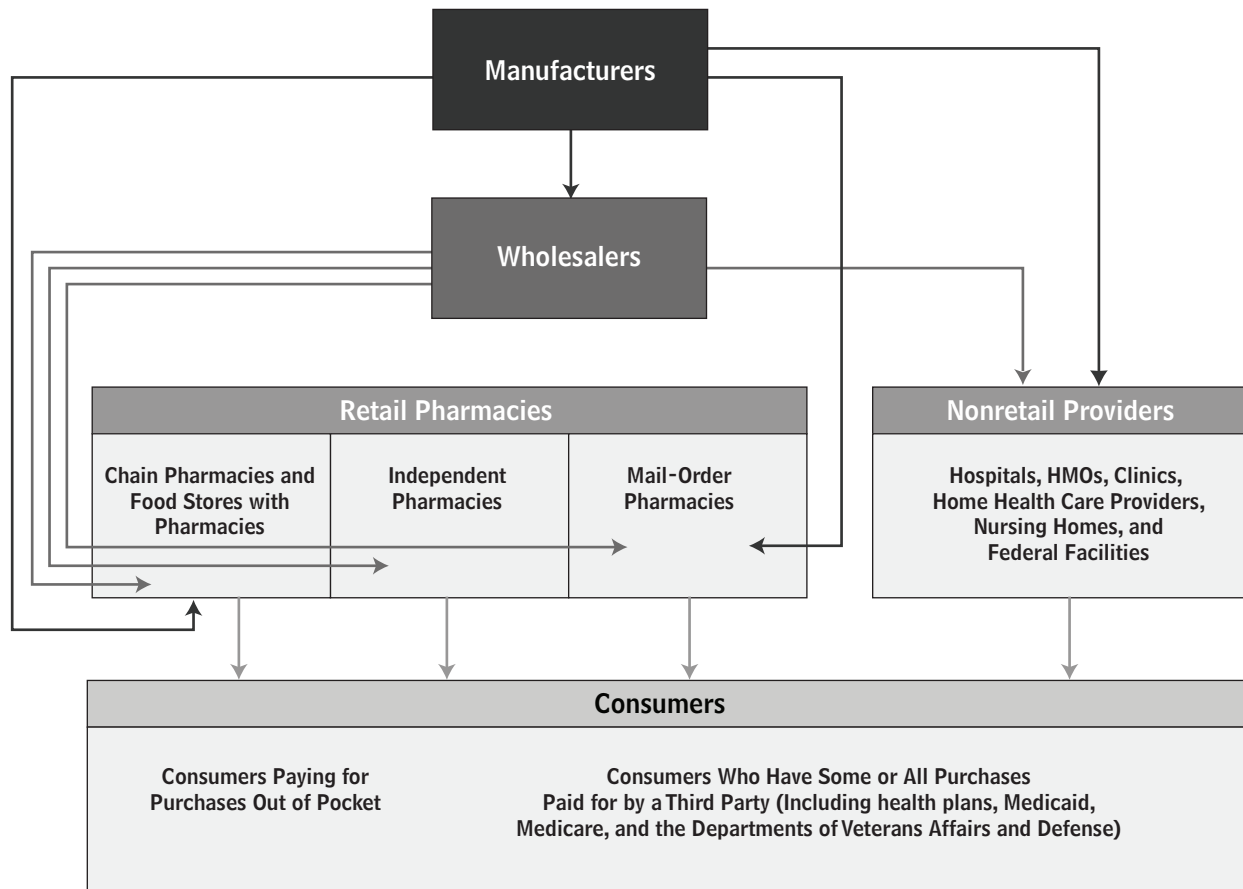 Manufacturers
Wholesalers
Retail Pharmacies
Chain Pharmacies and
Food Stores with
Pharmacies
Independent
Pharmacies
Mail-Order
Pharmacies
Nonretail Providers
Hospitals, HMOs, Clinics,
Home Health Care Providers,
Nursing Homes, and
Federal Facilities
Consumers
Consumers Paying for
Purchases Out of Pocket
Consumers Who Have Some or All Purchases
Paid for by a Third Party (Including health plans, Medicaid,
Medicare, and the Departments of Veterans Affairs and Defense)